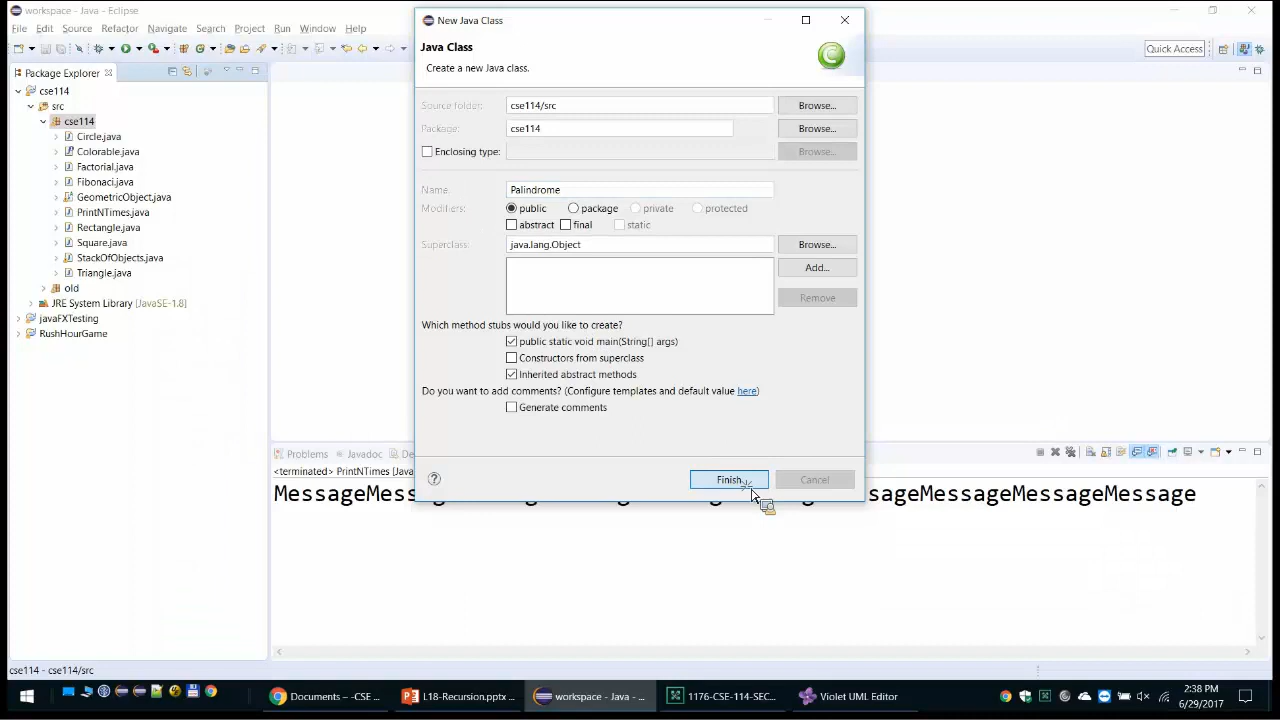 workspace - Java - Eclipse
File Edit Source Refactor Navigate Search Project Run Window Help
Quick Access
Package Explorer
cse114
src
cse114
Circle.java
Colorable.java
Factorial.java
Fibonaci.java
GeometricObject.java
PrintNTimes.java
Rectangle.java
Square.java
StackOfObjects.java
Triangle.java
old
JRE System Library [JavaSE-1.8]
javaFXTesting
RushHourGame
New Java Class
Java Class
Create a new Java class.
Source folder: cse114/src Browse...
Package: cse114 Browse...
Enclosing type: Browse...
Name: Palindrome
Modifiers: public package private protected
abstract final static
Superclass: java.lang.Object Browse...
Add...
Remove
Which method stubs would you like to create?
public static void main(String[] args)
Constructors from superclass
Inherited abstract methods
Do you want to add comments? (Configure templates and default value here)
Generate comments
Finish Cancel
Problems Javadoc
<terminated> PrintNTimes [Java
MessageMess
sageMessageMessageMessage
cse114 - cse114/src
Documents – -CSE ... L18-Recursion.pptx ... workspace - Java - ... 1176-CSE-114-SEC... Violet UML Editor
2:38 PM
6/29/2017